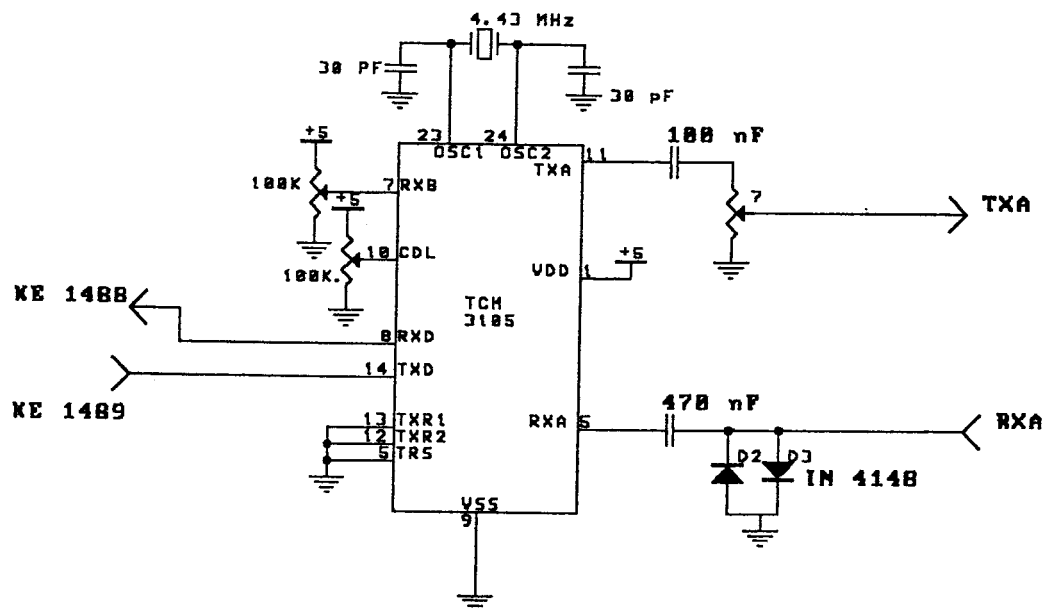 4.43 MHz
30 PF
30 pF
23
24
OSC1
OSC2
100 nF
+5
11
TXA
100K
7
RXB
7
TXA
+5
10
CDL
+5
100K.
VDD
1
TCM
3105
KE 1488
8
RXD
14
TXD
KE 1489
470 nF
13
TXR1
RXA
RXA
12
TXR2
5
TRS
D2
D3
IN 4148
VSS
9